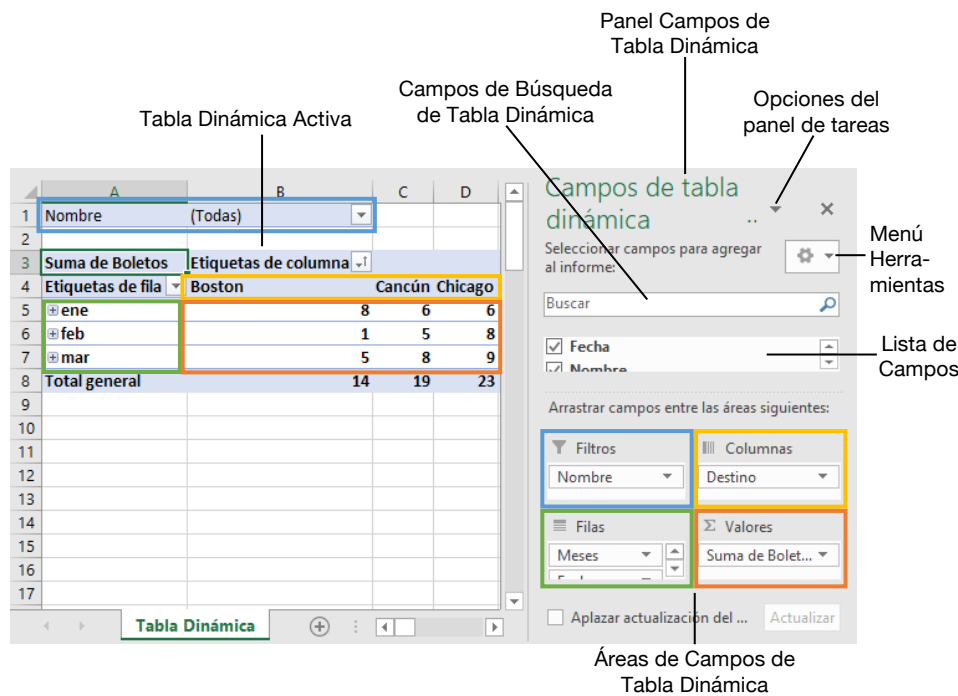 Panel Campos de
Tabla Dinámica
Campos de Búsqueda
de Tabla Dinámica
Opciones del
panel de tareas
Tabla Dinámica Activa
A B C D
1 Nombre (Todas)
2
3 Suma de Boletos Etiquetas de columna
4 Etiquetas de fila Boston Cancún Chicago
5 ene 8 6 6
6 feb 1 5 8
7 mar 5 8 9
8 Total general 14 19 23
9
10
11
12
13
14
15
16
17
Tabla Dinámica
Campos de tabla
dinámica
Seleccionar campos para agregar
al informe:
Buscar
Fecha
Nombre
Arrastrar campos entre las áreas siguientes:
Filtros
Columnas
Nombre
Destino
Filas
Σ Valores
Meses
Suma de Bolet...
Aplazar actualización del ...
Actualizar
Menú
Herra-
mientas
Lista de
Campos
Áreas de Campos de
Tabla Dinámica